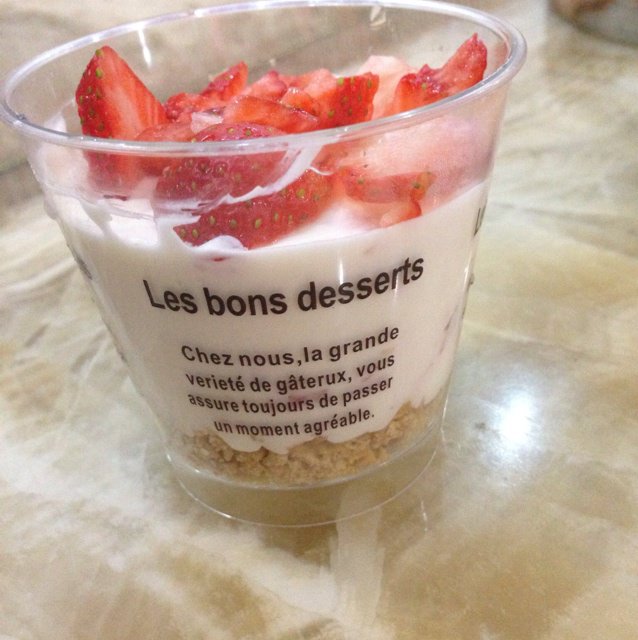 Les bons desserts
Chez nous,la grande
verieté de gâterux, vous
assure toujours de passer
un moment agréable.